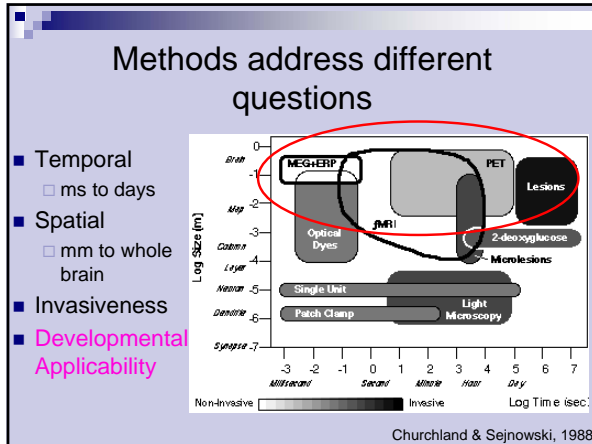 Methods address different
questions
Temporal
ms to days
Spatial
mm to whole
brain
Invasiveness
Developmental
Applicability
Log Size (m)
Brain
Map
Column
Layer
Neuron
Dendrite
Synapse
0
-1
-2
-3
-4
-5
-6
-7
MEG+ERP
PET
Lesions
Optical
Dyes
fMRI
2-deoxyglucose
Microlesions
Single Unit
Light
Microscopy
Patch Clamp
-3 -2 -1 0 1 2 3 4 5 6 7
Millisecond Second Minute Hour Day
Non-Invasive Invasive Log Time (sec)
Churchland & Sejnowski, 1988